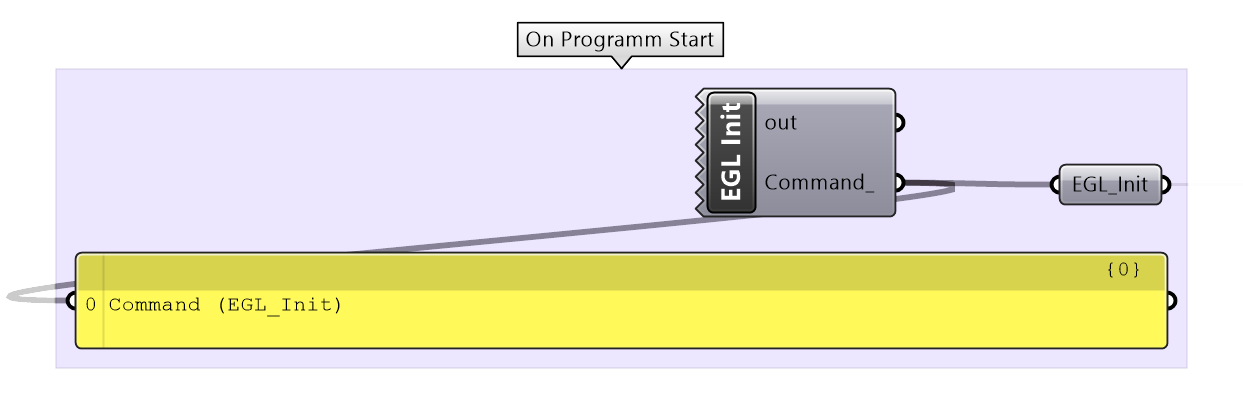 On Programm Start
EGL Init
out
Command_
EGL_Init
{0}
0 Command (EGL_Init)